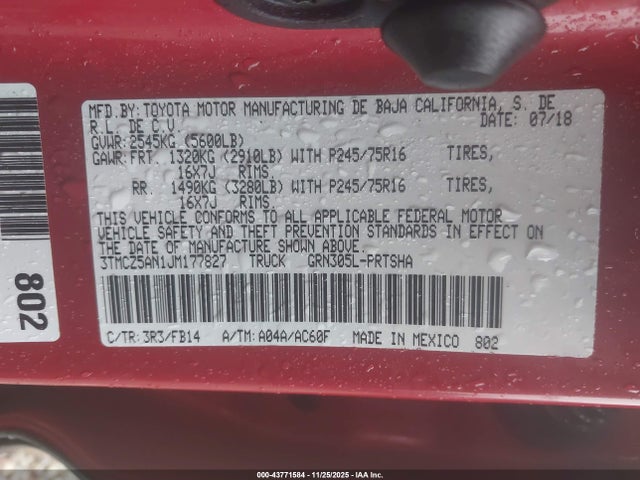 MFD.BY: TOYOTA MOTOR MANUFACTURING DE BAJA CALIFORNIA, S. DE
R.L. DE C.V. DATE: 07/18
GVWR: 2545KG (5600LB)
GAWR: FRT. 1320KG (2910LB) WITH P245/75R16 TIRES,
16X7J RIMS.
RR. 1490KG (3280LB) WITH P245/75R16 TIRES,
16X7J RIMS.
THIS VEHICLE CONFORMS TO ALL APPLICABLE FEDERAL MOTOR
VEHICLE SAFETY AND THEFT PREVENTION STANDARDS IN EFFECT ON THE
DATE OF MANUFACTURE SHOWN ABOVE.
3TMCZ5AN1JM177827 TRUCK GRN305L-PRTSHA
C/TR: 3R3/FB14 A/TM: A04A/AC60F MADE IN MEXICO 802
802
000-43771584 | 11/25/2025 | IAA Inc.